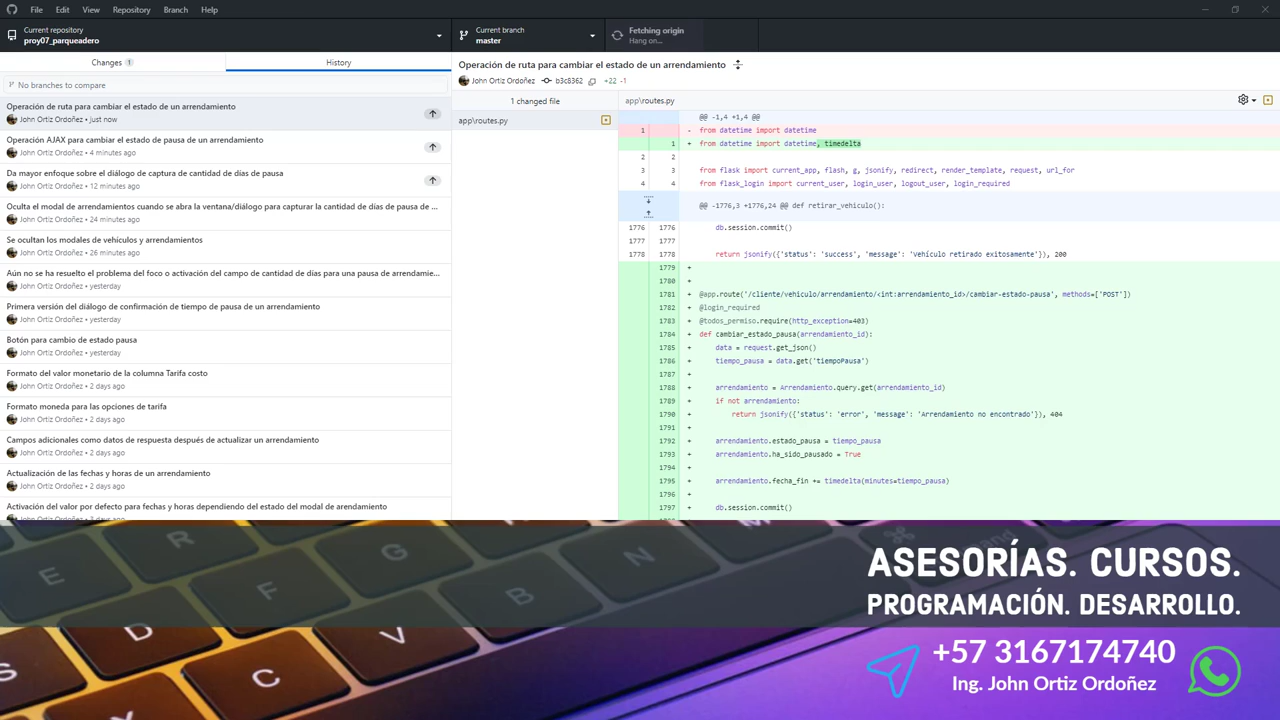 File Edit View Repository Branch Help
Current repository
proy07_parqueadero
Current branch
master
Fetching origin
Hang on...
Changes 1
History
No branches to compare
Operación de ruta para cambiar el estado de un arrendamiento
John Ortiz Ordoñez • just now
Operación AJAX para cambiar el estado de pausa de un arrendamiento
John Ortiz Ordoñez • 4 minutes ago
Da mayor enfoque sobre el diálogo de captura de cantidad de días de pausa
John Ortiz Ordoñez • 12 minutes ago
Oculta el modal de arrendamientos cuando se abra la ventana/diálogo para capturar la cantidad de días de pausa de ...
John Ortiz Ordoñez • 24 minutes ago
Se ocultan los modales de vehículos y arrendamientos
John Ortiz Ordoñez • 26 minutes ago
Aún no se ha resuelto el problema del foco o activación del campo de cantidad de días para una pausa de arrendamie...
John Ortiz Ordoñez • yesterday
Primera versión del diálogo de confirmación de tiempo de pausa de un arrendamiento
John Ortiz Ordoñez • yesterday
Botón para cambio de estado pausa
John Ortiz Ordoñez • yesterday
Formato del valor monetario de la columna Tarifa costo
John Ortiz Ordoñez • 2 days ago
Formato moneda para las opciones de tarifa
John Ortiz Ordoñez • 2 days ago
Campos adicionales como datos de respuesta después de actualizar un arrendamiento
John Ortiz Ordoñez • 2 days ago
Actualización de las fechas y horas de un arrendamiento
John Ortiz Ordoñez • 2 days ago
Activación del valor por defecto para fechas y horas dependiendo del estado del modal de arendamiento
John Ortiz Ordoñez • days ago
Operación de ruta para cambiar el estado de un arrendamiento
John Ortiz Ordoñez b3c8362 +22 -1
1 changed file
app\routes.py
app\routes.py
@@ -1,4 +1,4 @@
1 - from datetime import datetime
1 + from datetime import datetime, timedelta
2 2
3 3 from flask import current_app, flash, g, jsonify, redirect, render_template, request, url_for
4 4 from flask_login import current_user, login_user, logout_user, login_required
@@ -1776,3 +1776,24 @@ def retirar_vehiculo():
1776 1776 db.session.commit()
1777 1777
1778 1778 return jsonify({'status': 'success', 'message': 'Vehículo retirado exitosamente'}), 200
1779 +
1780 +
1781 + @app.route('/cliente/vehiculo/arrendamiento/<int:arrendamiento_id>/cambiar-estado-pausa', methods=['POST'])
1782 + @login_required
1783 + @todos_permiso.require(http_exception=403)
1784 + def cambiar_estado_pausa(arrendamiento_id):
1785 + data = request.get_json()
1786 + tiempo_pausa = data.get('tiempoPausa')
1787 +
1788 + arrendamiento = Arrendamiento.query.get(arrendamiento_id)
1789 + if not arrendamiento:
1790 + return jsonify({'status': 'error', 'message': 'Arrendamiento no encontrado'}), 404
1791 +
1792 + arrendamiento.estado_pausa = tiempo_pausa
1793 + arrendamiento.ha_sido_pausado = True
1794 +
1795 + arrendamiento.fecha_fin += timedelta(minutes=tiempo_pausa)
1796 +
1797 + db.session.commit()
ASESORÍAS. CURSOS.
PROGRAMACIÓN. DESARROLLO.
+57 3167174740
Ing. John Ortiz Ordoñez
E R G B N M F D V C S X Y